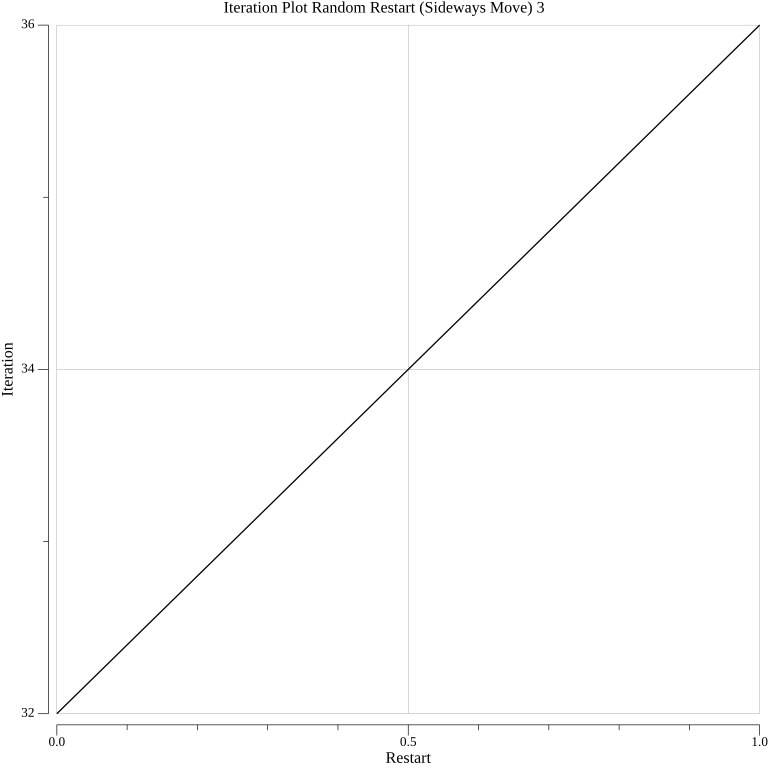 Iteration Plot Random Restart (Sideways Move) 3
36
34
32
Iteration
0.0 0.5 1.0
Restart